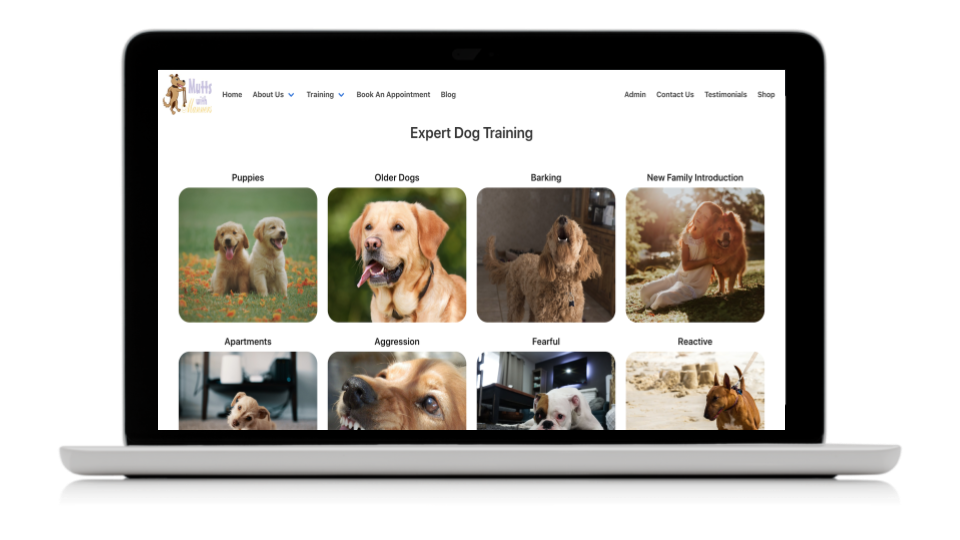 Mutts
with
Manners
Home About Us Training Book An Appointment Blog
Admin Contact Us Testimonials Shop
Expert Dog Training
Puppies Older Dogs Barking New Family Introduction
Apartments Aggression Fearful Reactive